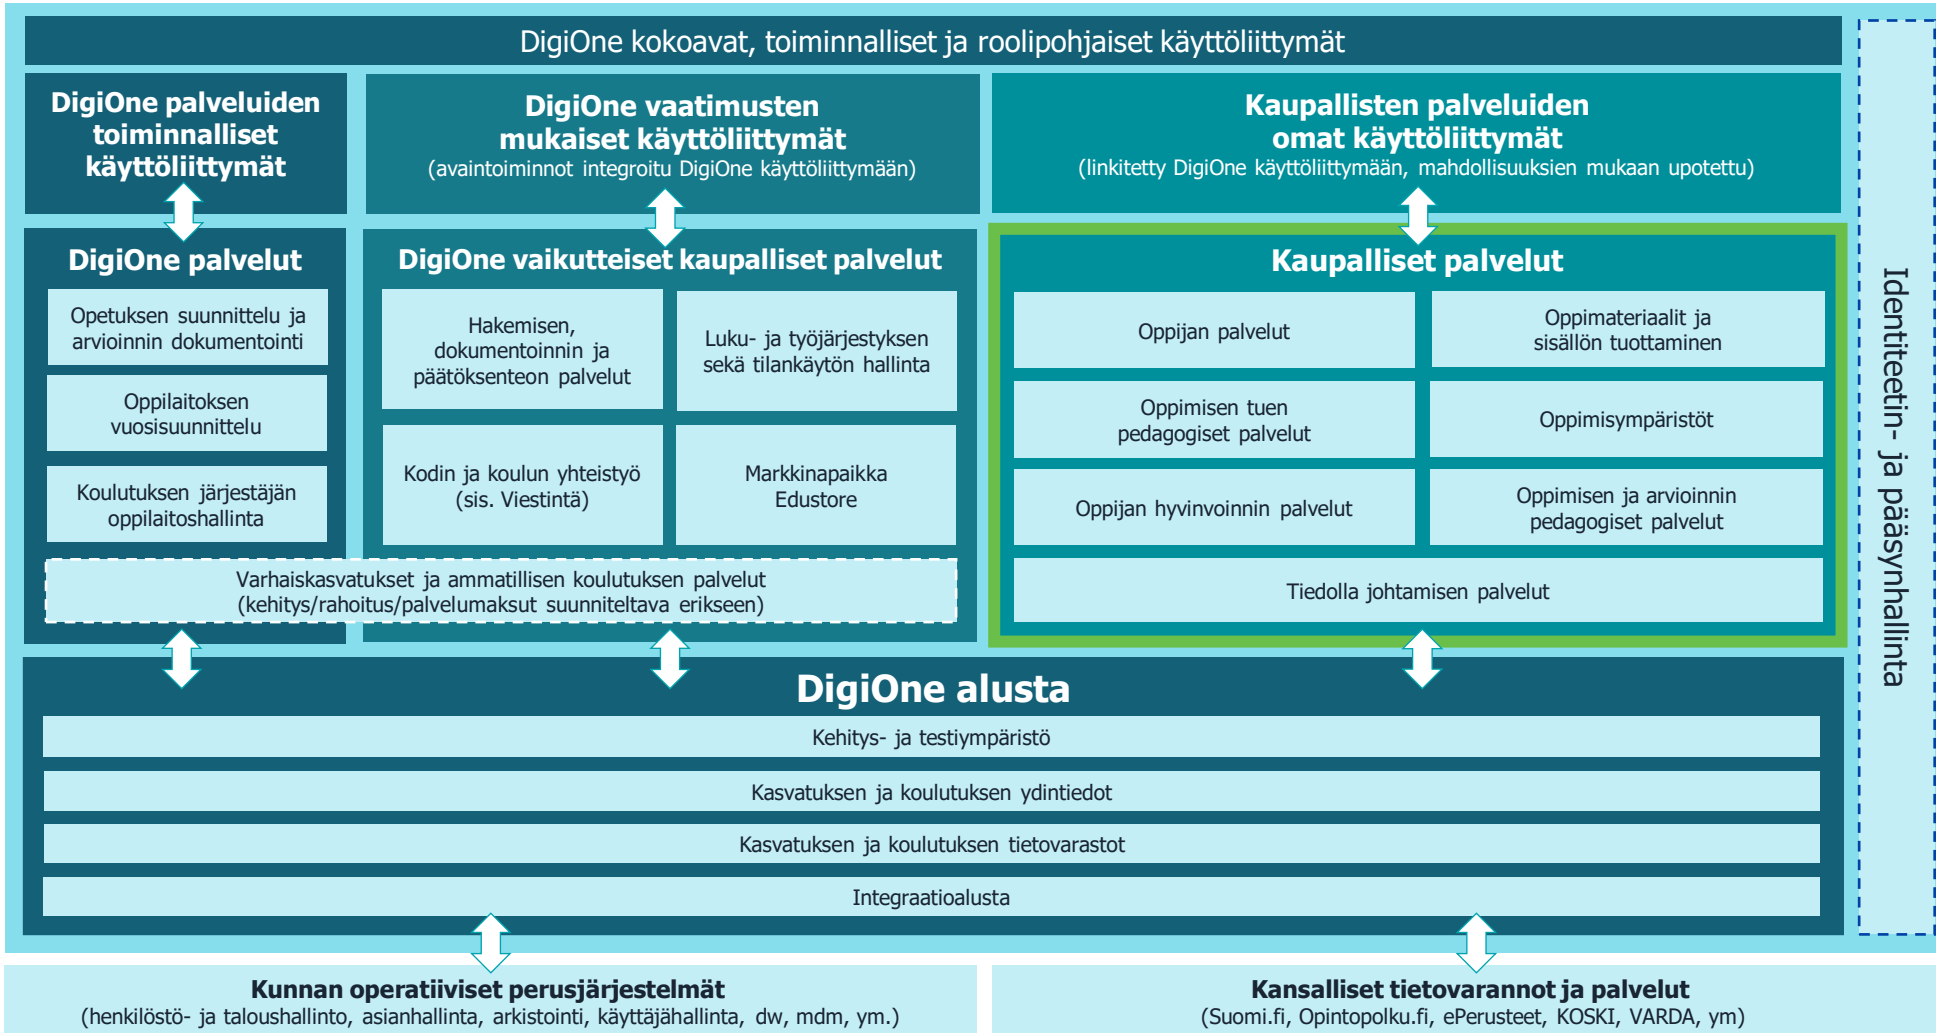 DigiOne kokoavat, toiminnalliset ja roolipohjaiset käyttöliittymät
DigiOne palveluiden
toiminnalliset
käyttöliittymät
DigiOne vaatimusten
mukaiset käyttöliittymät
(avaintoiminnot integroitu DigiOne käyttöliittymään)
Kaupallisten palveluiden
omat käyttöliittymät
(linkitetty DigiOne käyttöliittymään, mahdollisuuksien mukaan upotettu)
DigiOne palvelut
Opetuksen suunnittelu ja
arvioinnin dokumentointi
Oppilaitoksen
vuosisuunnittelu
Koulutuksen järjestäjän
oppilaitoshallinta
DigiOne vaikutteiset kaupalliset palvelut
Hakemisen,
dokumentoinnin ja
päätöksenteon palvelut
Luku- ja työjärjestyksen
sekä tilankäytön hallinta
Kodin ja koulun yhteistyö
(sis. Viestintä)
Markkinapaikka
Edustore
Varhaiskasvatukset ja ammatillisen koulutuksen palvelut
(kehitys/rahoitus/palvelumaksut suunniteltava erikseen)
Kaupalliset palvelut
Oppijan palvelut
Oppimateriaalit ja
sisällön tuottaminen
Oppimisen tuen
pedagogiset palvelut
Oppimisympäristöt
Oppijan hyvinvoinnin palvelut
Oppimisen ja arvioinnin
pedagogiset palvelut
Tiedolla johtamisen palvelut
Identiteetin- ja pääsynhallinta
DigiOne alusta
Kehitys- ja testiympäristö
Kasvatuksen ja koulutuksen ydintiedot
Kasvatuksen ja koulutuksen tietovarastot
Integraatioalusta
Kunnan operatiiviset perusjärjestelmät
(henkilöstö- ja taloushallinto, asianhallinta, arkistointi, käyttäjähallinta, dw, mdm, ym.)
Kansalliset tietovarannot ja palvelut
(Suomi.fi, Opintopolku.fi, ePerusteet, KOSKI, VARDA, ym)